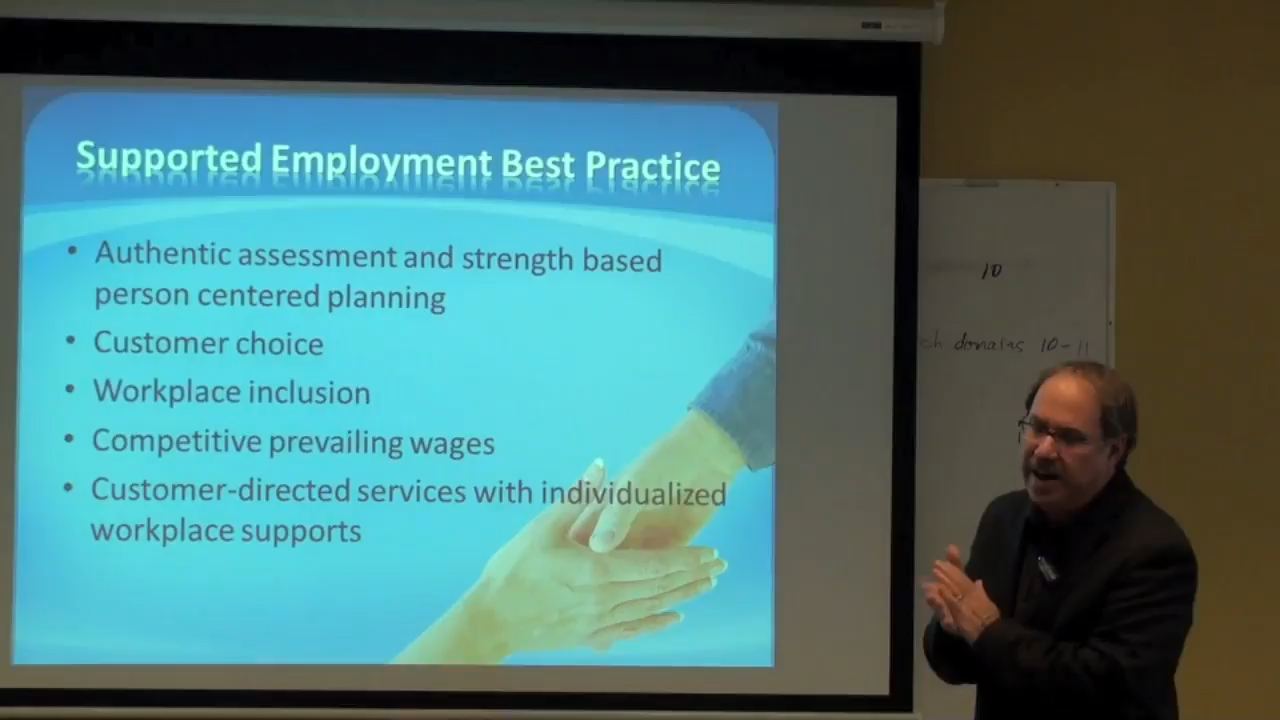 Supported Employment Best Practice
• Authentic assessment and strength based
person centered planning
• Customer choice
• Workplace inclusion
• Competitive prevailing wages
• Customer-directed services with individualized
workplace supports
10
10-11